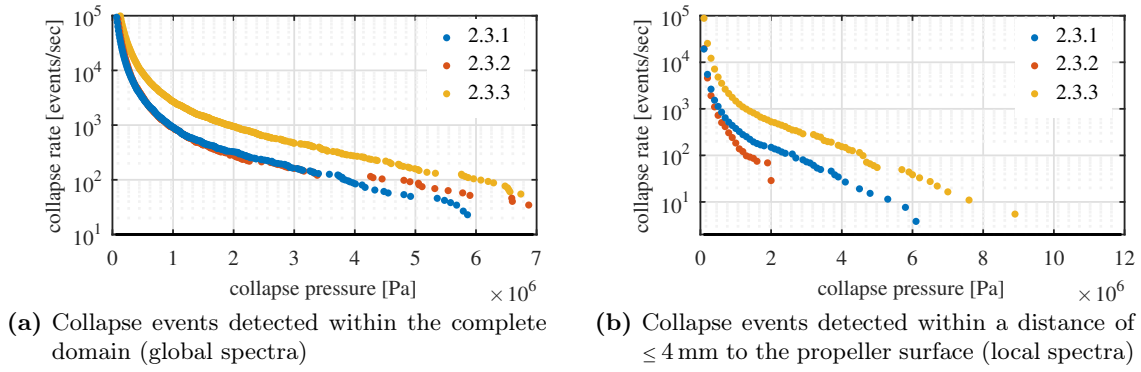 collapse rate [events/sec]
10^5
10^4
10^3
10^2
10^1
0 1 2 3 4 5 6 7
collapse pressure [Pa] × 10^6
2.3.1
2.3.2
2.3.3
(a) Collapse events detected within the complete
domain (global spectra)
collapse rate [events/sec]
10^5
10^4
10^3
10^2
10^1
2 4 6 8 10 12
collapse pressure [Pa] × 10^6
2.3.1
2.3.2
2.3.3
(b) Collapse events detected within a distance of
≤ 4 mm to the propeller surface (local spectra)